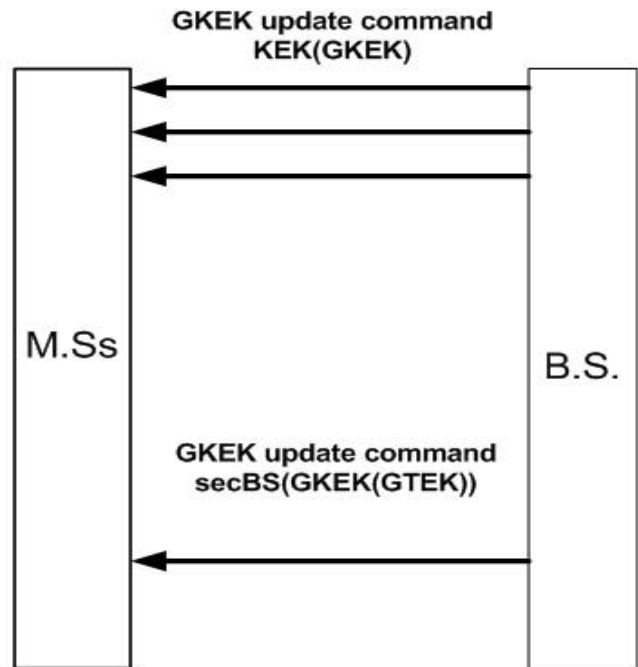 GKEK update command
KEK(GKEK)
M.Ss
B.S.
GKEK update command
secBS(GKEK(GTEK))